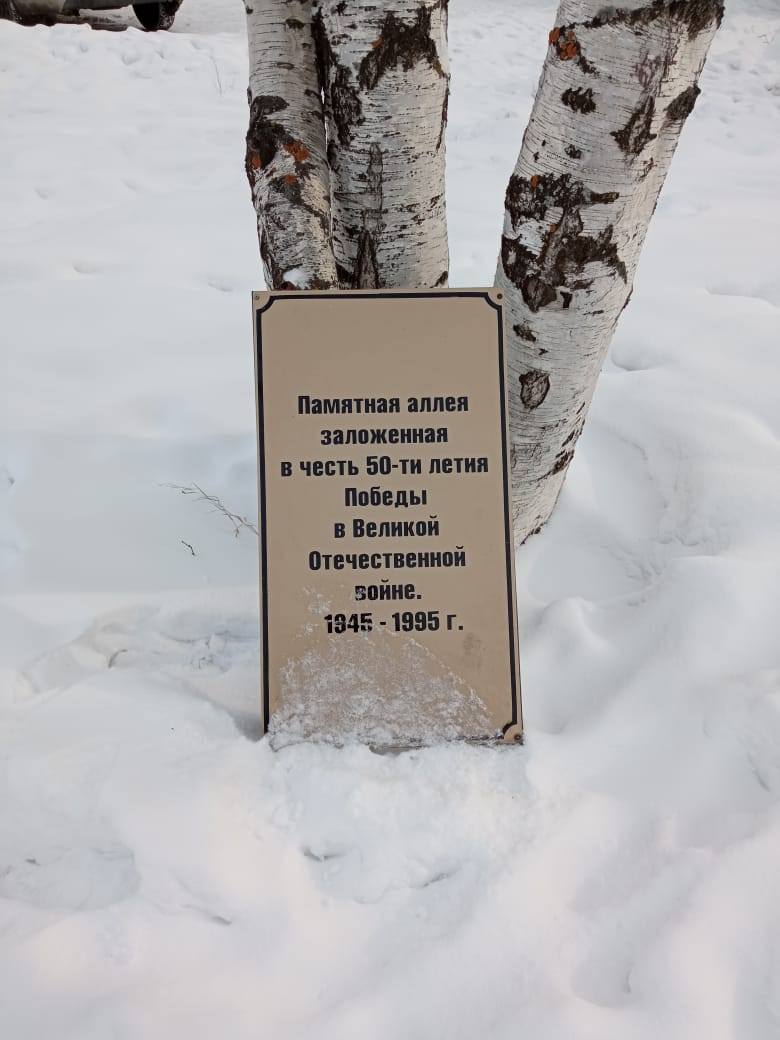 Памятная аллея
заложенная
в честь 50-ти летия
Победы
в Великой
Отечественной
войне.
1945 - 1995 г.